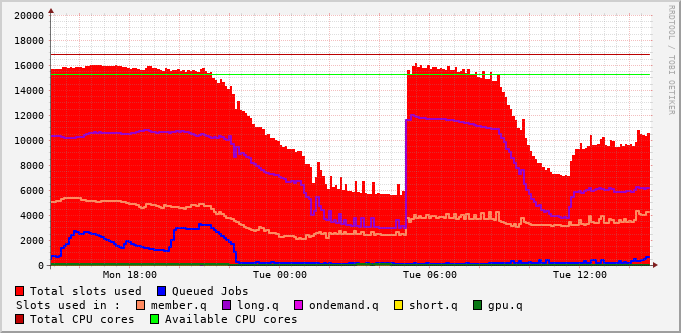 20000
18000
16000
14000
12000
10000
8000
6000
4000
2000
0
Mon 18:00 Tue 00:00 Tue 06:00 Tue 12:00
RRDTOOL / TOBI OETIKER
Total slots used Queued Jobs
Slots used in : member.q long.q ondemand.q short.q gpu.q
Total CPU cores Available CPU cores